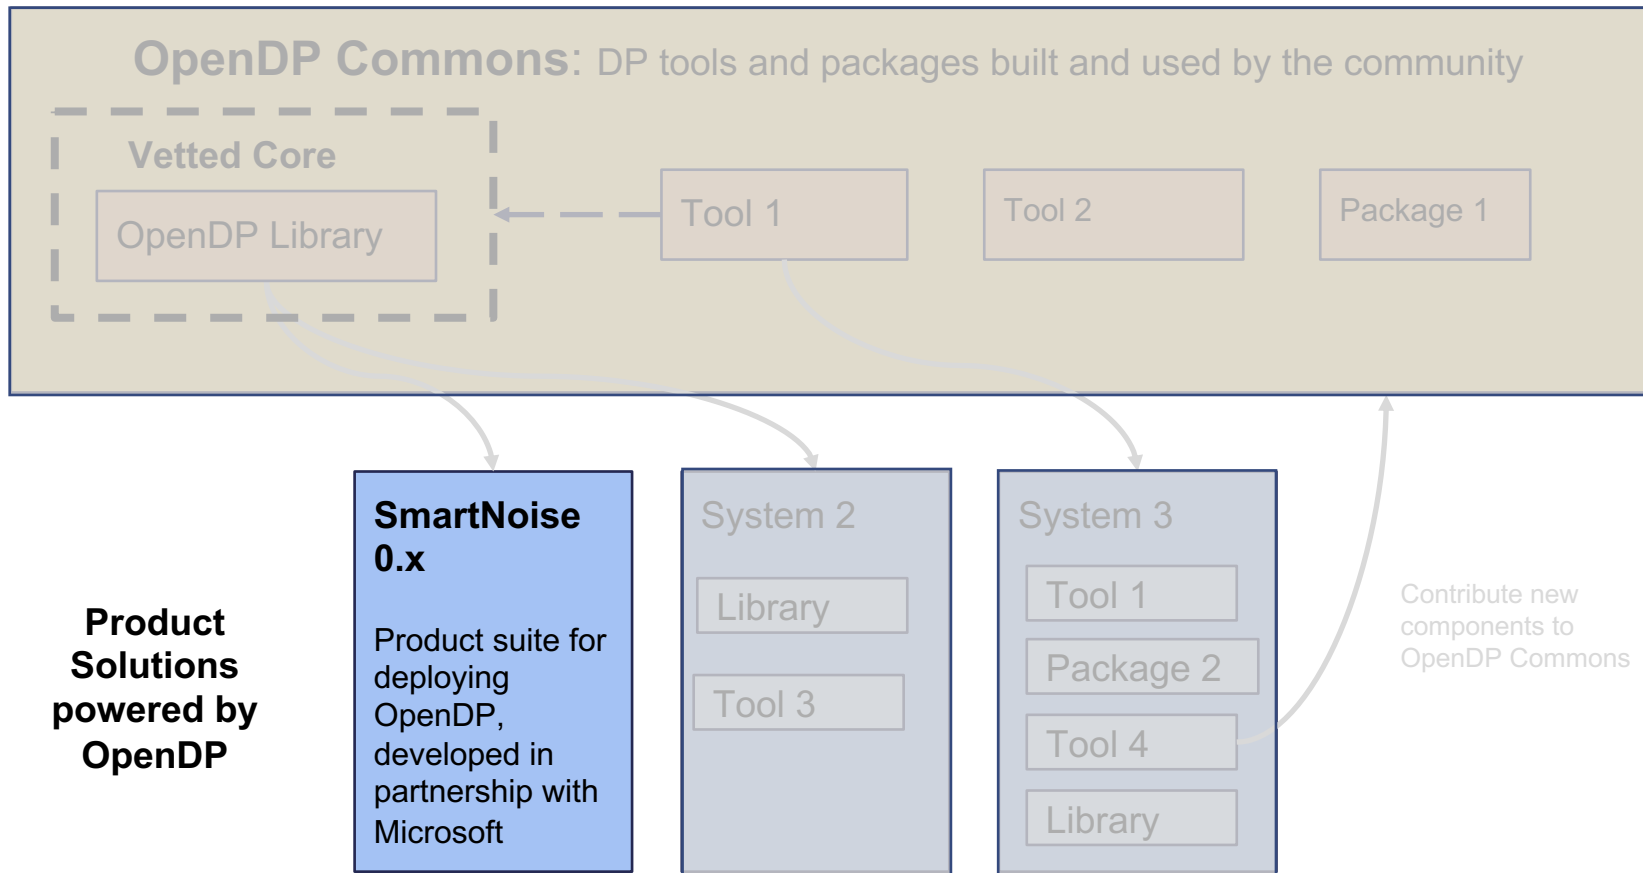 OpenDP Commons: DP tools and packages built and used by the community
Vetted Core
OpenDP Library
Tool 1
Tool 2
Package 1
Product
Solutions
powered by
OpenDP
SmartNoise
0.x
Product suite for
deploying
OpenDP,
developed in
partnership with
Microsoft
System 2
Library
Tool 3
System 3
Tool 1
Package 2
Tool 4
Library
Contribute new
components to
OpenDP Commons